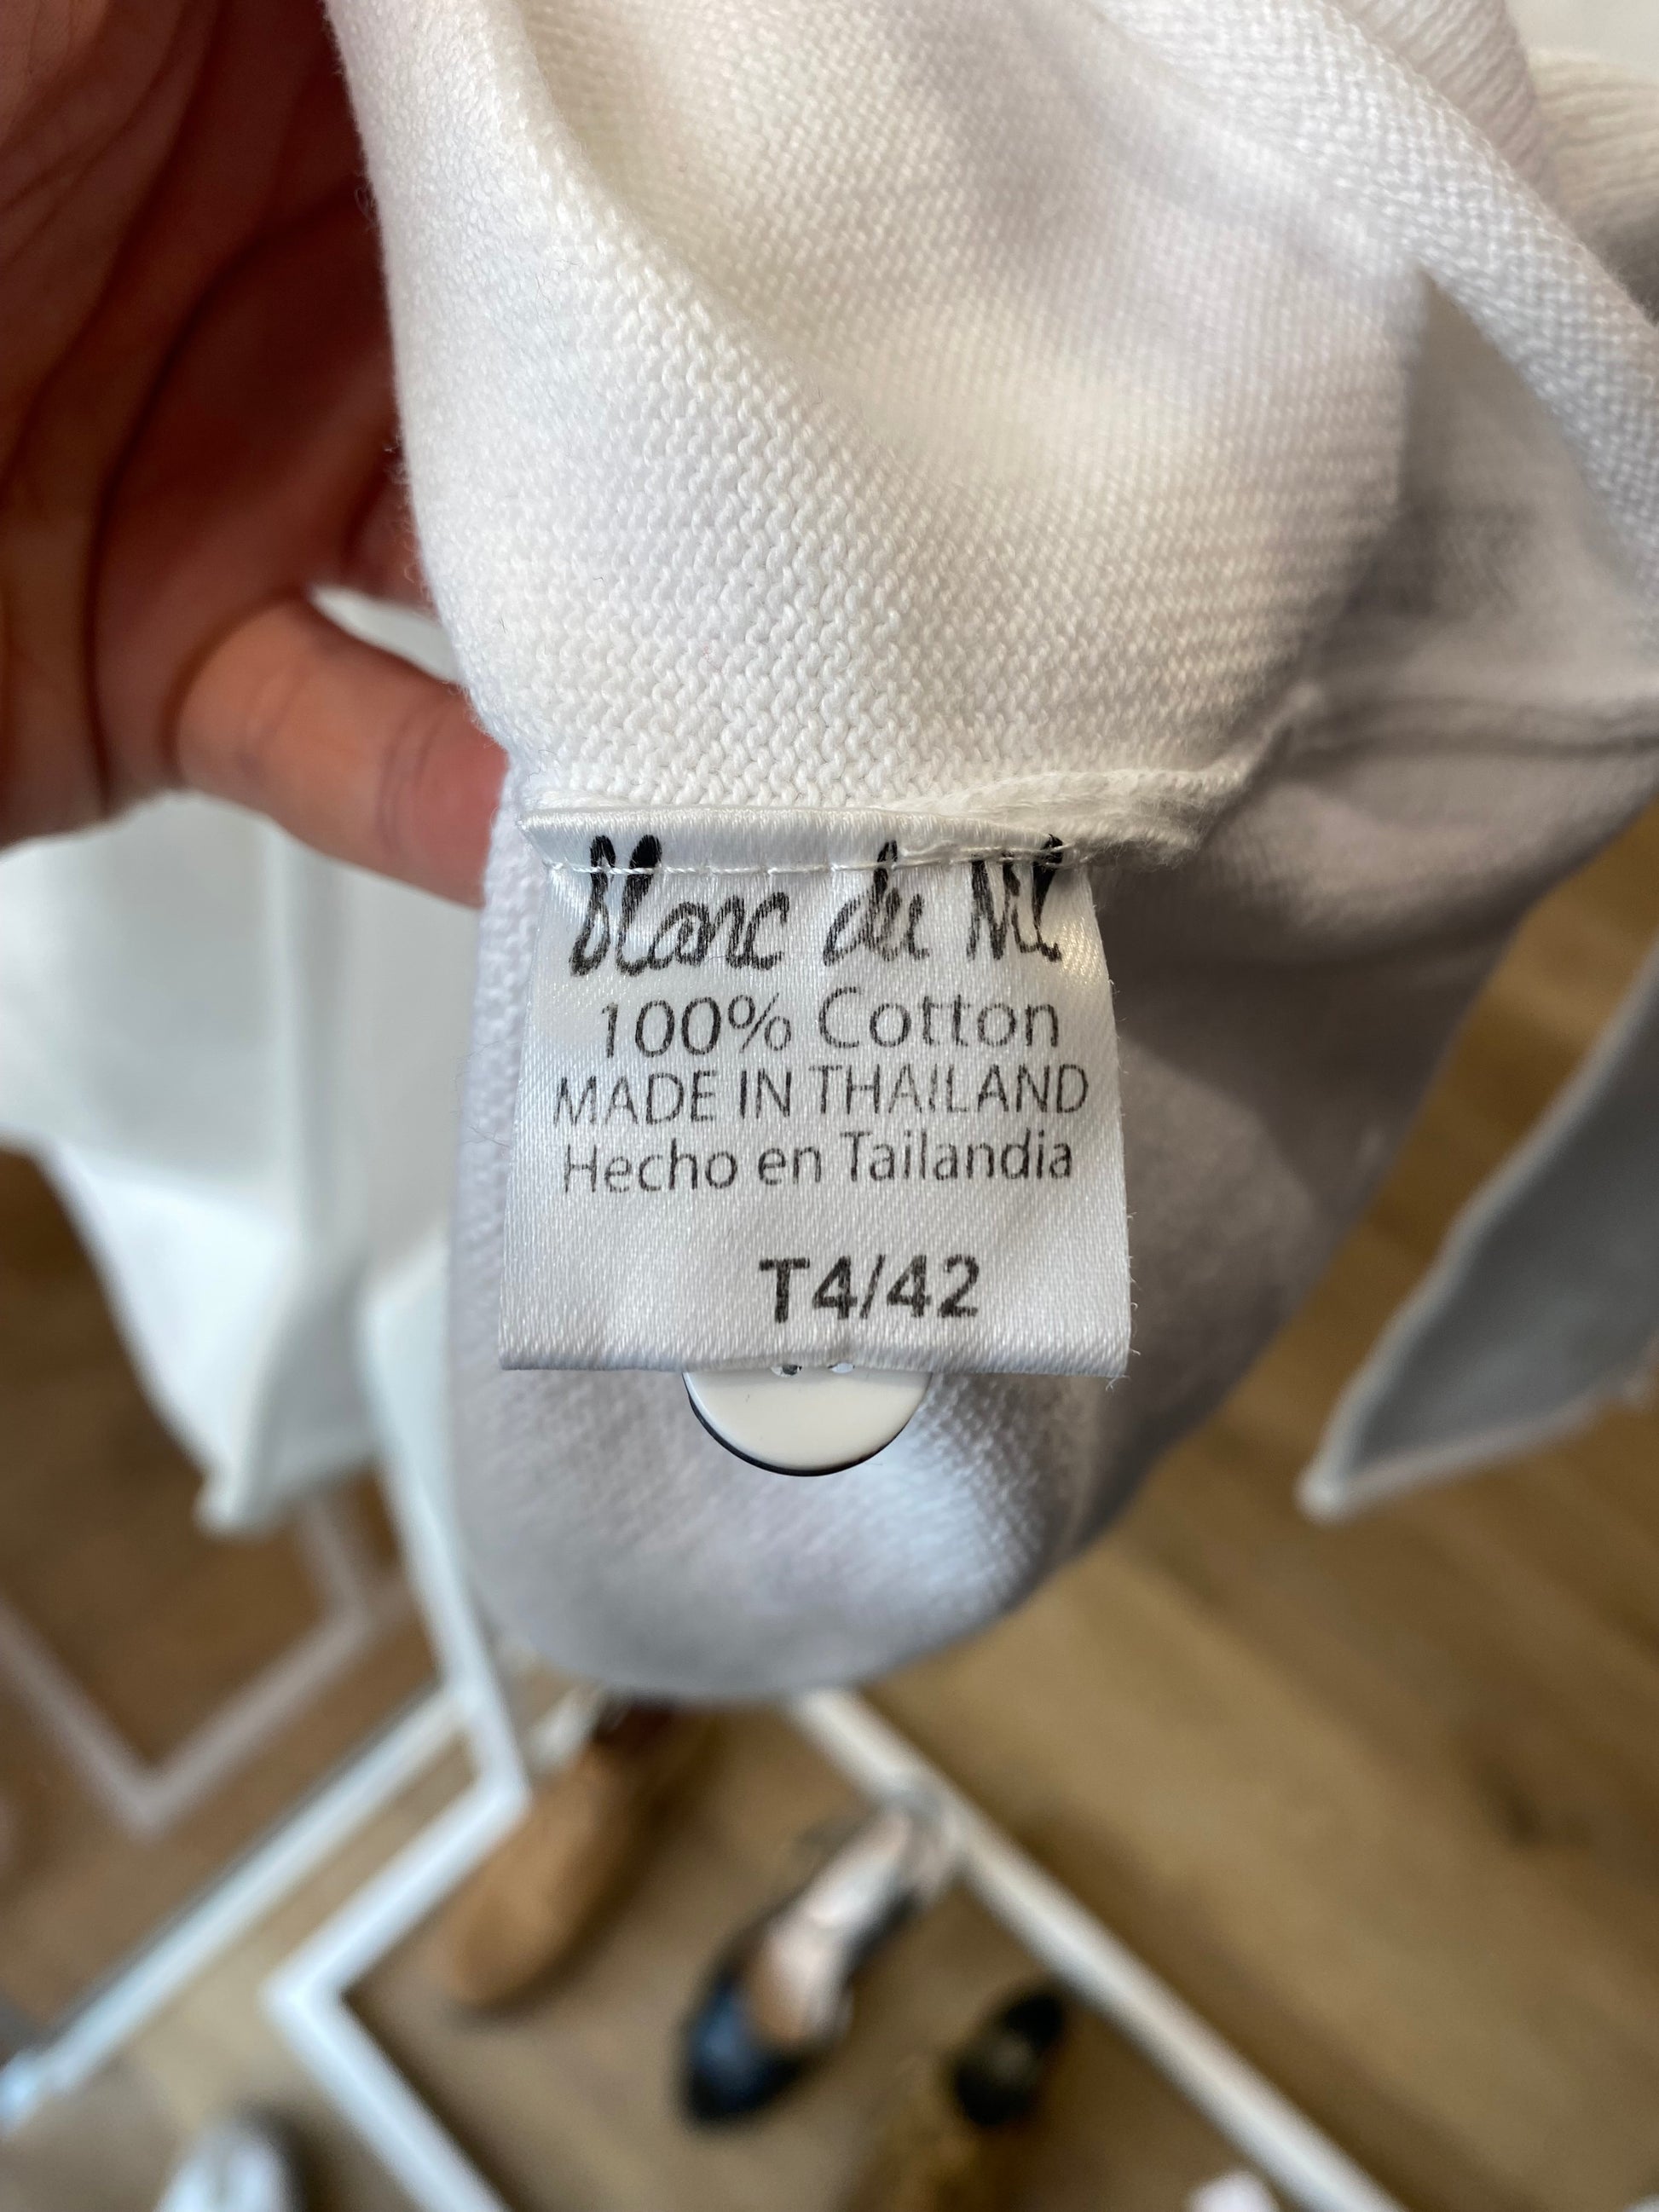 Blanc du Nil
100% Cotton
MADE IN THAILAND
Hecho en Tailandia
T4/42